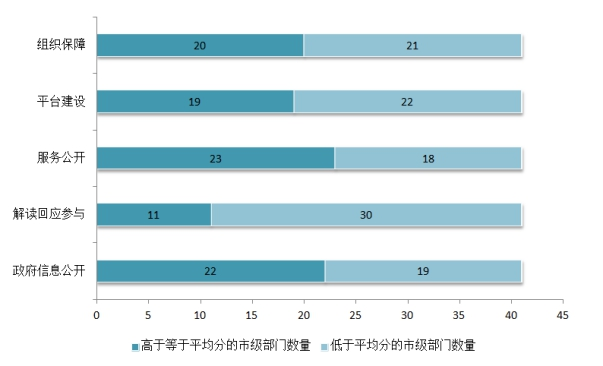 组织保障 20 21
平台建设 19 22
服务公开 23 18
解读回应参与 11 30
政府信息公开 22 19
0 5 10 15 20 25 30 35 40 45
高于等于平均分的市级部门数量 低于平均分的市级部门数量